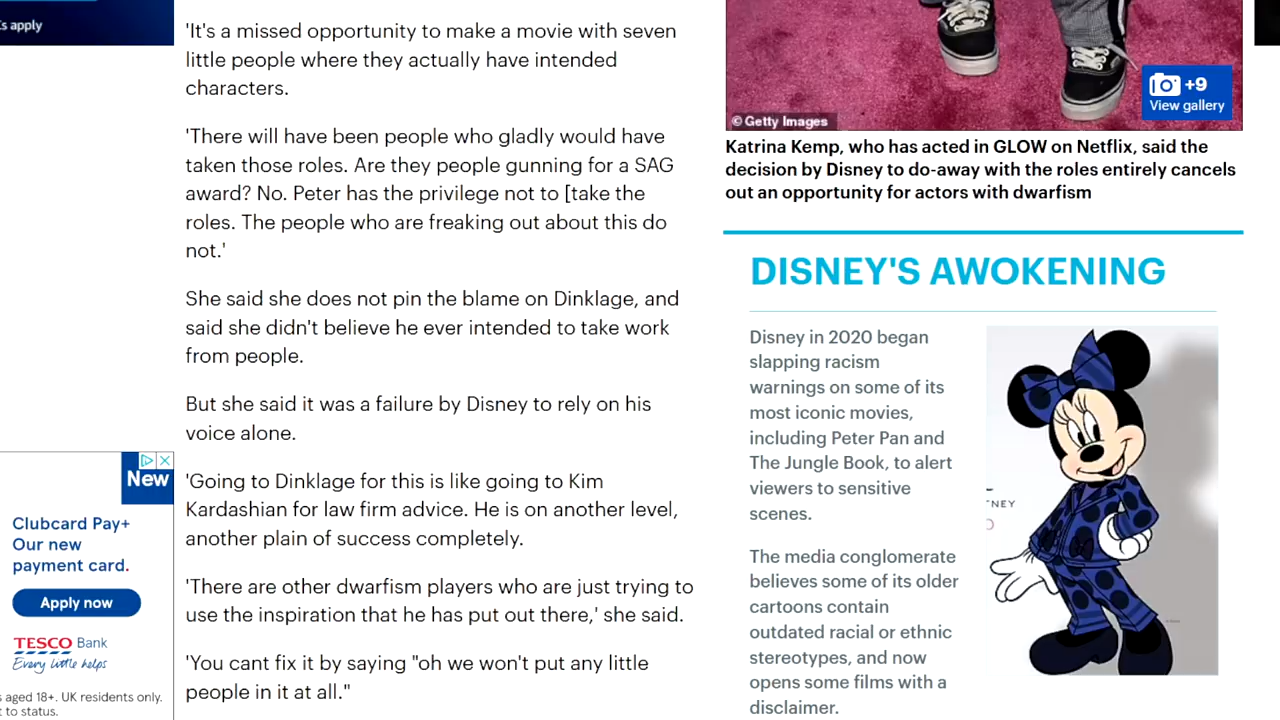 's apply
'It's a missed opportunity to make a movie with seven
little people where they actually have intended
characters.
'There will have been people who gladly would have
taken those roles. Are they people gunning for a SAG
award? No. Peter has the privilege not to [take the
roles. The people who are freaking out about this do
not.'
She said she does not pin the blame on Dinklage, and
said she didn't believe he ever intended to take work
from people.
But she said it was a failure by Disney to rely on his
voice alone.
'Going to Dinklage for this is like going to Kim
Kardashian for law firm advice. He is on another level,
another plain of success completely.
'There are other dwarfism players who are just trying to
use the inspiration that he has put out there,' she said.
'You cant fix it by saying "oh we won't put any little
people in it at all."
New
Clubcard Pay+
Our new
payment card.
Apply now
TESCO Bank
Every little helps
s aged 18+. UK residents only.
t to status.
+9
View gallery
© Getty Images
Katrina Kemp, who has acted in GLOW on Netflix, said the
decision by Disney to do-away with the roles entirely cancels
out an opportunity for actors with dwarfism
DISNEY'S AWOKENING
Disney in 2020 began
slapping racism
warnings on some of its
most iconic movies,
including Peter Pan and
The Jungle Book, to alert
viewers to sensitive
scenes.
The media conglomerate
believes some of its older
cartoons contain
outdated racial or ethnic
stereotypes, and now
opens some films with a
disclaimer.
NEY